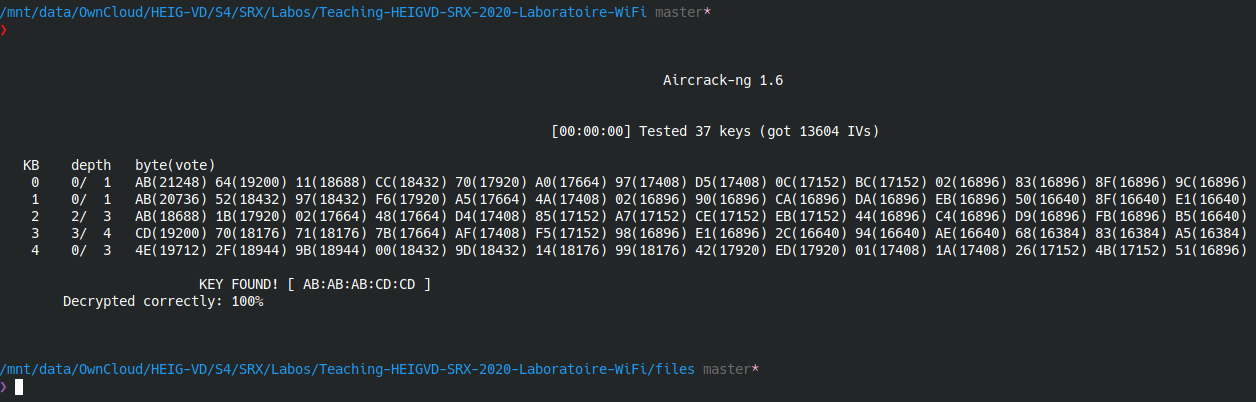 /mnt/data/OwnCloud/HEIG-VD/S4/SRX/Labos/Teaching-HEIGVD-SRX-2020-Laboratoire-WiFi master*
❯
Aircrack-ng 1.6
[00:00:00] Tested 37 keys (got 13604 IVs)
KB depth byte(vote)
0 0/ 1 AB(21248) 64(19200) 11(18688) CC(18432) 70(17920) A0(17664) 97(17408) D5(17408) 0C(17152) BC(17152) 02(16896) 83(16896) 8F(16896) 9C(16896)
1 0/ 1 AB(20736) 52(18432) 97(18432) F6(17920) A5(17664) 4A(17408) 02(16896) 90(16896) CA(16896) DA(16896) EB(16896) 50(16640) 8F(16640) E1(16640)
2 2/ 3 AB(18688) 1B(17920) 02(17664) 48(17664) D4(17408) 85(17152) A7(17152) CE(17152) EB(17152) 44(16896) C4(16896) D9(16896) FB(16896) B5(16640)
3 3/ 4 CD(19200) 70(18176) 71(18176) 7B(17664) AF(17408) F5(17152) 98(16896) E1(16896) 2C(16640) 94(16640) AE(16640) 68(16384) 83(16384) A5(16384)
4 0/ 3 4E(19712) 2F(18944) 9B(18944) 00(18432) 9D(18432) 14(18176) 99(18176) 42(17920) ED(17920) 01(17408) 1A(17408) 26(17152) 4B(17152) 51(16896)
KEY FOUND! [ AB:AB:AB:CD:CD ]
Decrypted correctly: 100%
/mnt/data/OwnCloud/HEIG-VD/S4/SRX/Labos/Teaching-HEIGVD-SRX-2020-Laboratoire-WiFi/files master*
❯